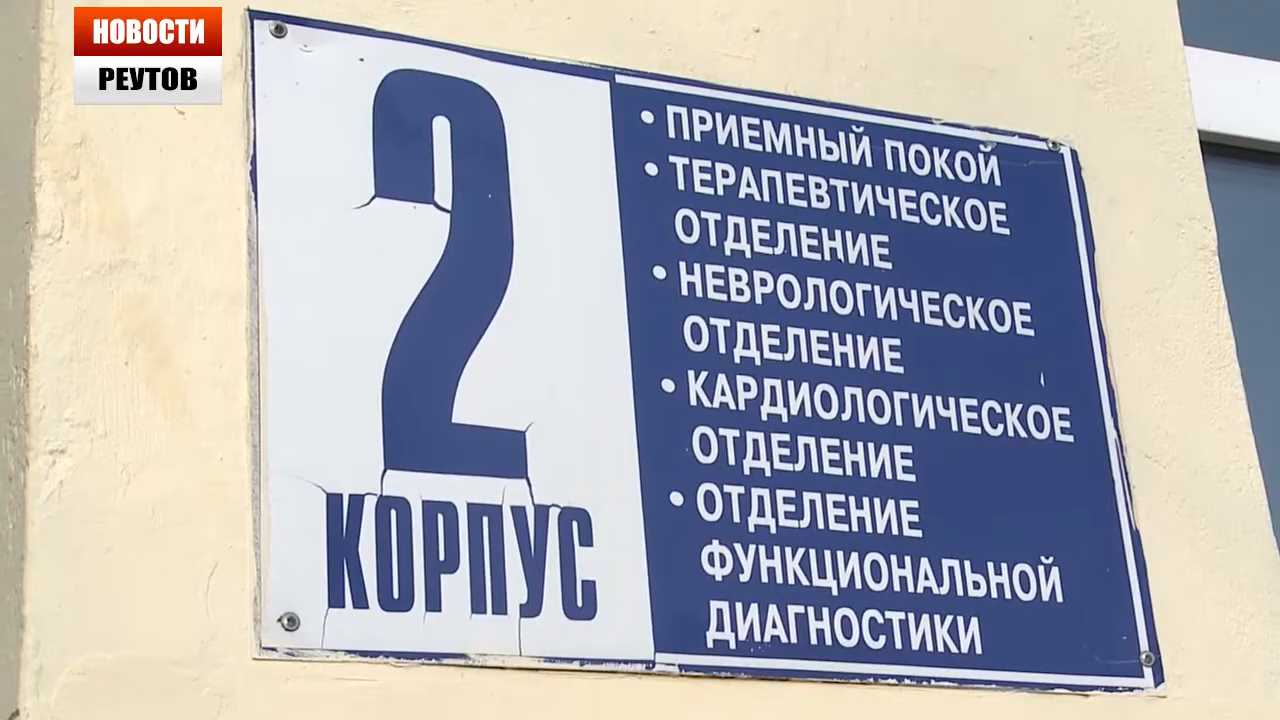 НОВОСТИ
РЕУТОВ
2
КОРПУС
• ПРИЕМНЫЙ ПОКОЙ
• ТЕРАПЕВТИЧЕСКОЕ
ОТДЕЛЕНИЕ
• НЕВРОЛОГИЧЕСКОЕ
ОТДЕЛЕНИЕ
• КАРДИОЛОГИЧЕСКОЕ
ОТДЕЛЕНИЕ
• ОТДЕЛЕНИЕ
ФУНКЦИОНАЛЬНОЙ
ДИАГНОСТИКИ